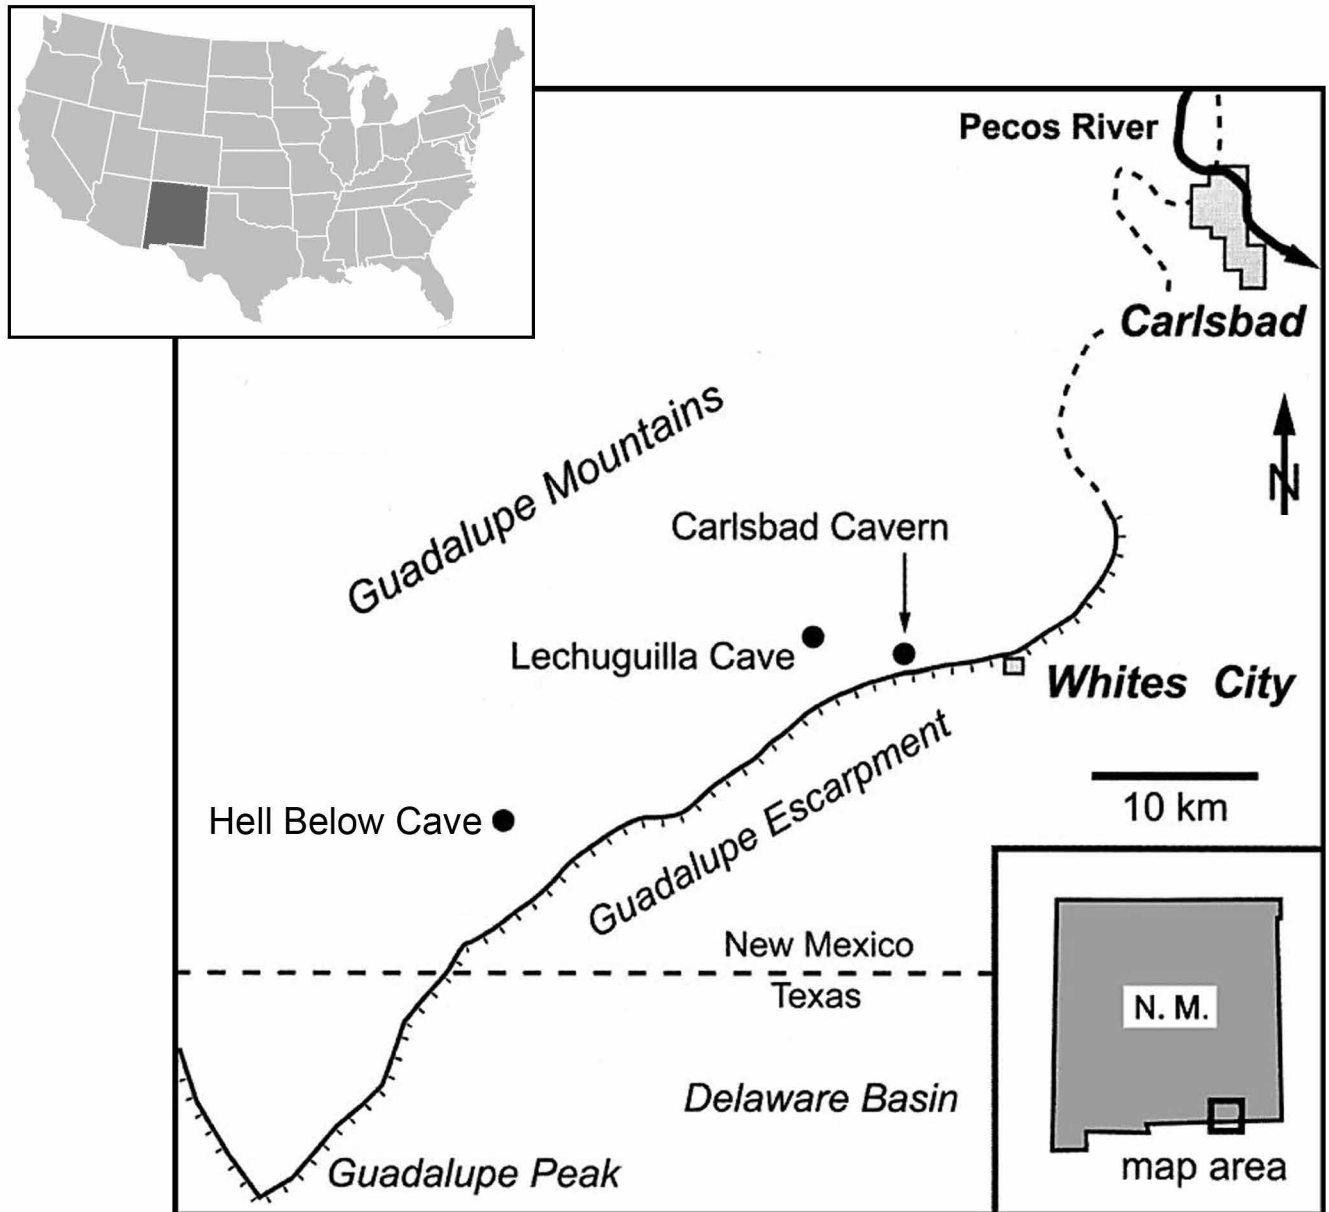 Pecos River
Carlsbad
Guadalupe Mountains
N
Carlsbad Cavern
Lechuguilla Cave
Whites City
Guadalupe Escarpment
10 km
Hell Below Cave
New Mexico
Texas
N. M.
Delaware Basin
map area
Guadalupe Peak